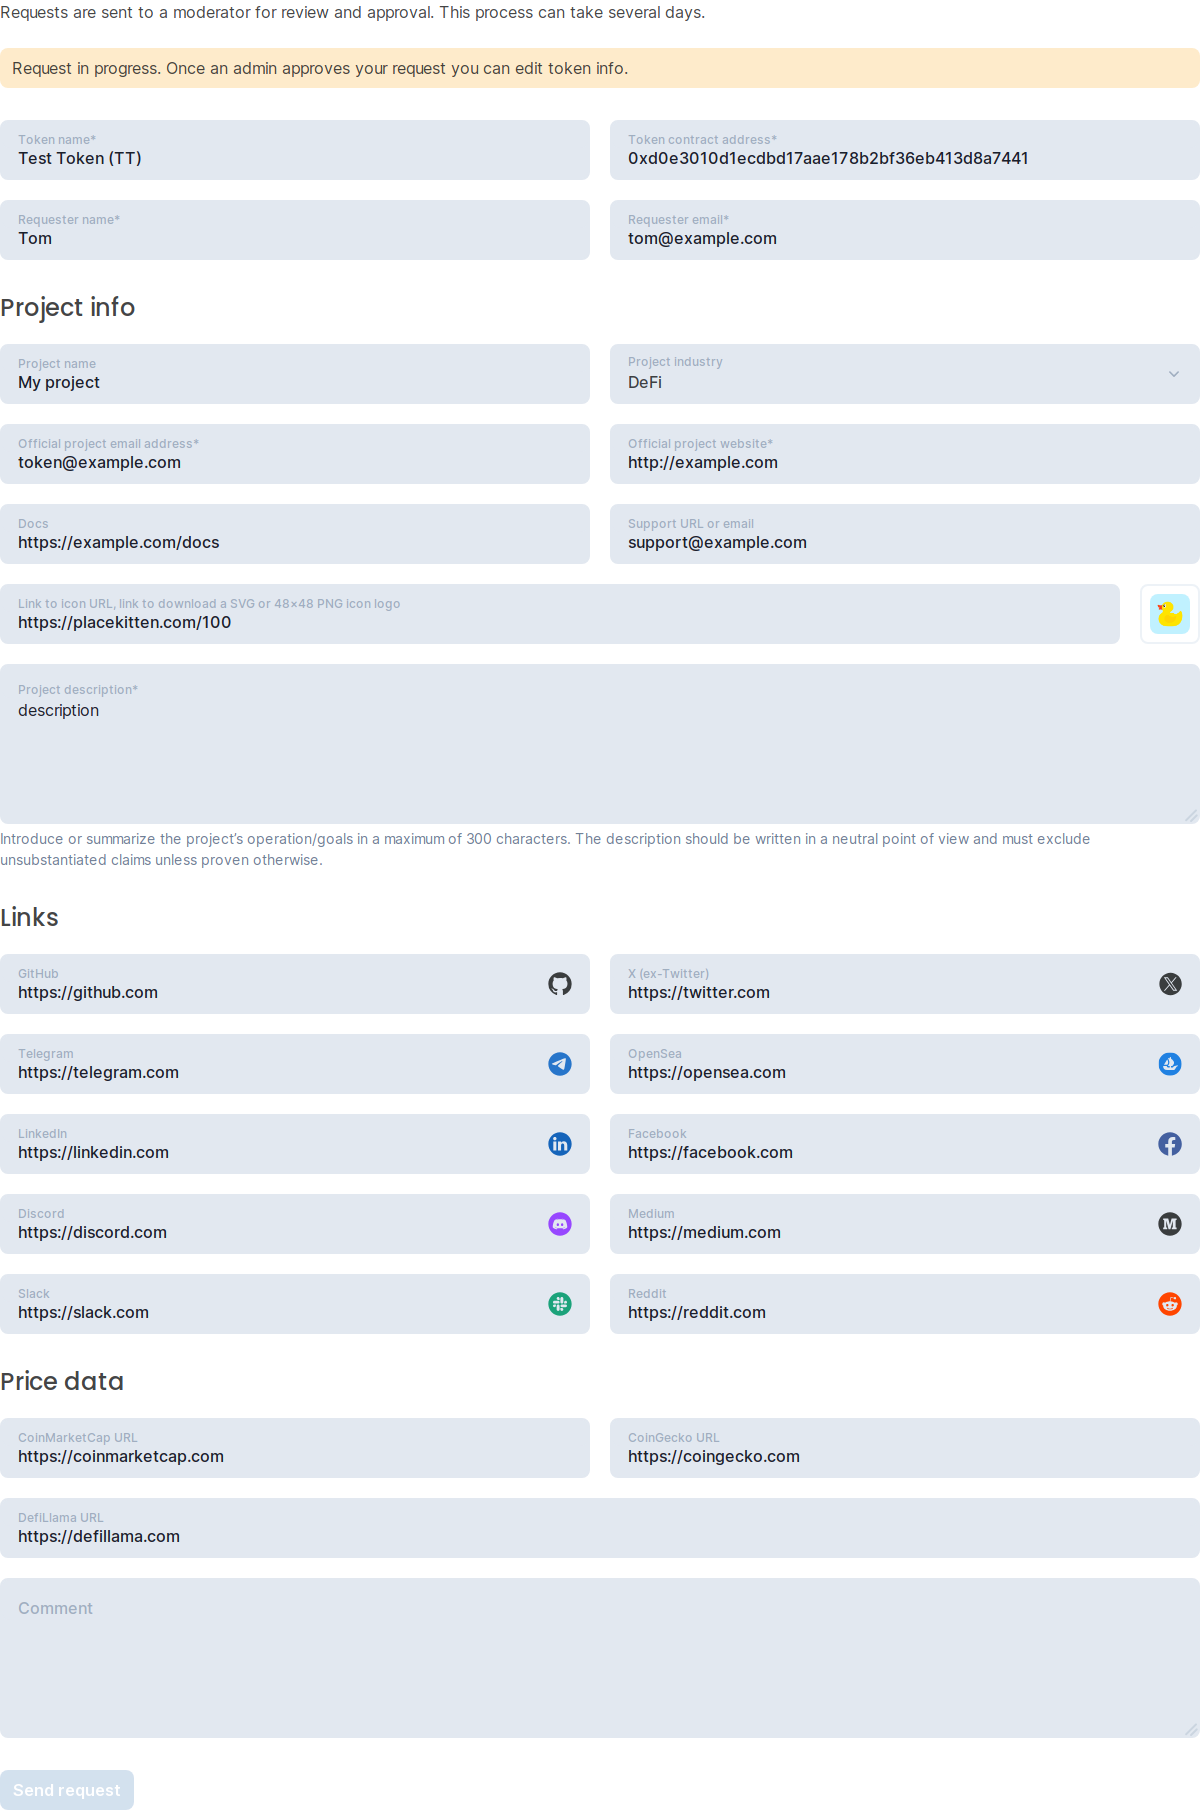 Requests are sent to a moderator for review and approval. This process can take several days.
Request in progress. Once an admin approves your request you can edit token info.
Token name*
Test Token (TT)
Token contract address*
0xd0e3010d1ecdbd17aae178b2bf36eb413d8a7441
Requester name*
Tom
Requester email*
tom@example.com
Project info
Project name
My project
Project industry
DeFi
Official project email address*
token@example.com
Official project website*
http://example.com
Docs
https://example.com/docs
Support URL or email
support@example.com
Link to icon URL, link to download a SVG or 48×48 PNG icon logo
https://placekitten.com/100
Project description*
description
Introduce or summarize the project’s operation/goals in a maximum of 300 characters. The description should be written in a neutral point of view and must exclude
unsubstantiated claims unless proven otherwise.
Links
GitHub
https://github.com
X (ex-Twitter)
https://twitter.com
Telegram
https://telegram.com
OpenSea
https://opensea.com
LinkedIn
https://linkedin.com
Facebook
https://facebook.com
Discord
https://discord.com
Medium
https://medium.com
Slack
https://slack.com
Reddit
https://reddit.com
Price data
CoinMarketCap URL
https://coinmarketcap.com
CoinGecko URL
https://coingecko.com
DefiLlama URL
https://defillama.com
Comment
Send request